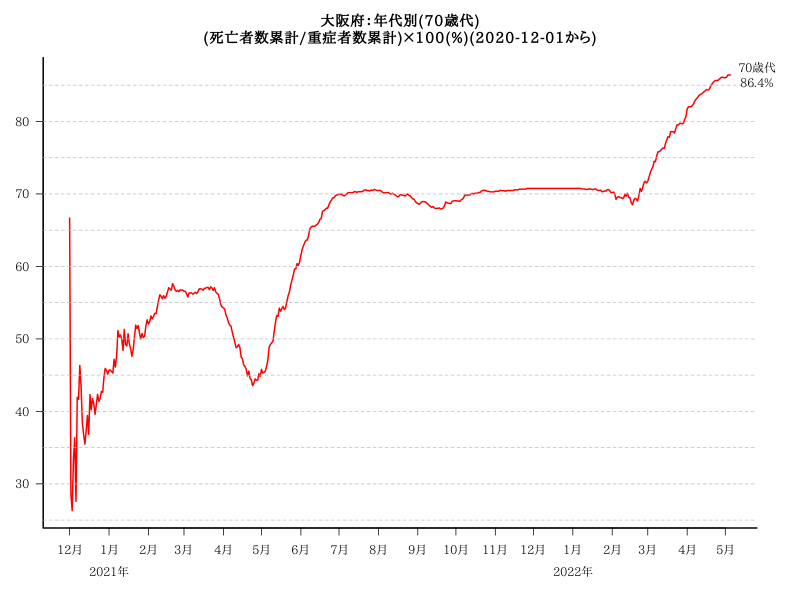 大阪府:年代別(70歳代)
(死亡者数累計/重症者数累計)×100(%)(2020-12-01から)
70歳代
86.4%
80
70
60
50
40
30
12月 1月 2月 3月 4月 5月 6月 7月 8月 9月 10月 11月 12月 1月 2月 3月 4月 5月
2021年 2022年